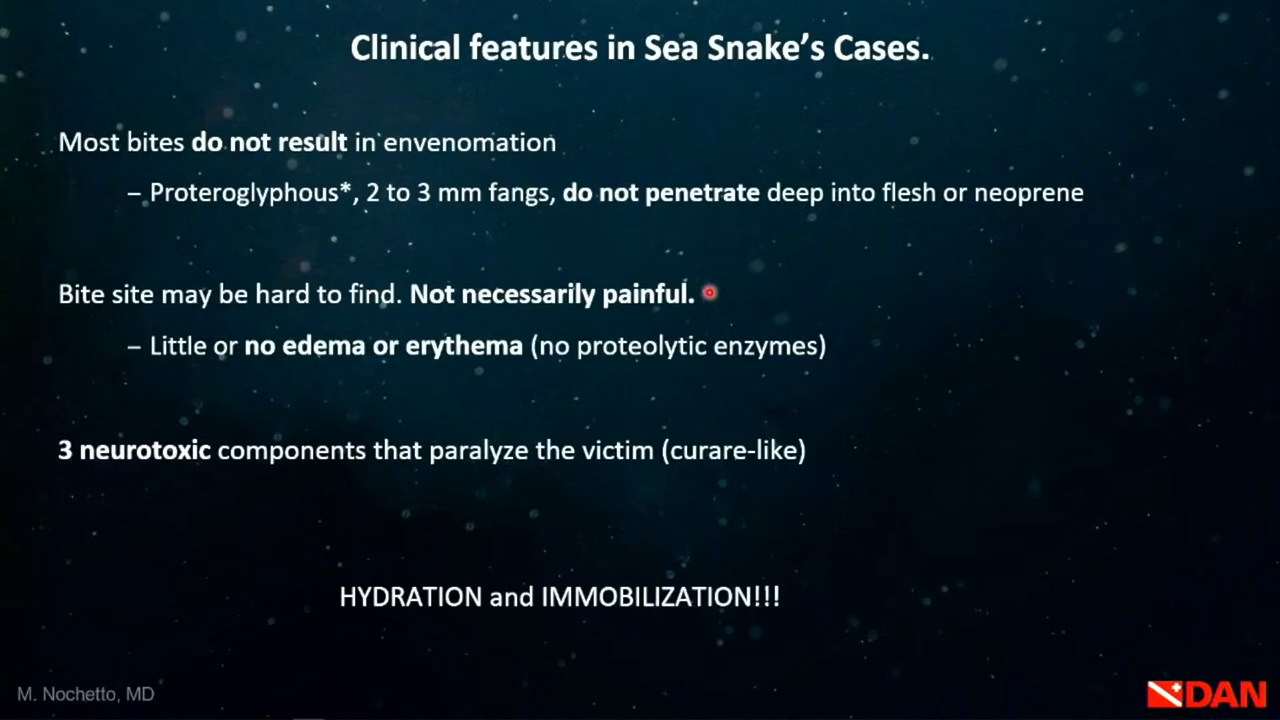 Clinical features in Sea Snake’s Cases.
Most bites do not result in envenomation
– Proteroglyphous*, 2 to 3 mm fangs, do not penetrate deep into flesh or neoprene
Bite site may be hard to find. Not necessarily painful.
– Little or no edema or erythema (no proteolytic enzymes)
3 neurotoxic components that paralyze the victim (curare-like)
HYDRATION and IMMOBILIZATION!!!
M. Nochetto, MD
DAN